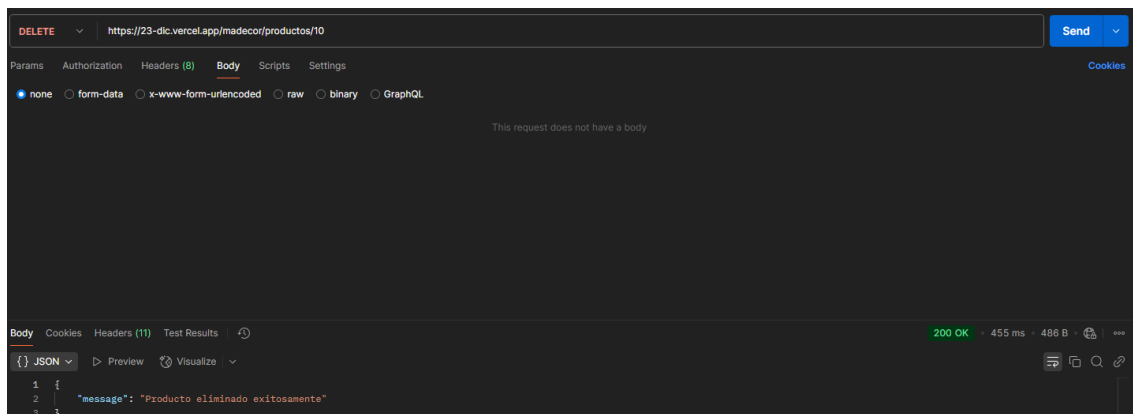 DELETE https://23-dic.vercel.app/madecor/productos/10 Send
Params Authorization Headers (8) Body Scripts Settings Cookies
none form-data x-www-form-urlencoded raw binary GraphQL
This request does not have a body
Body Cookies Headers (11) Test Results 200 OK 455 ms 486 B
{} JSON Preview Visualize
1 {
2 "message": "Producto eliminado exitosamente"
3 }